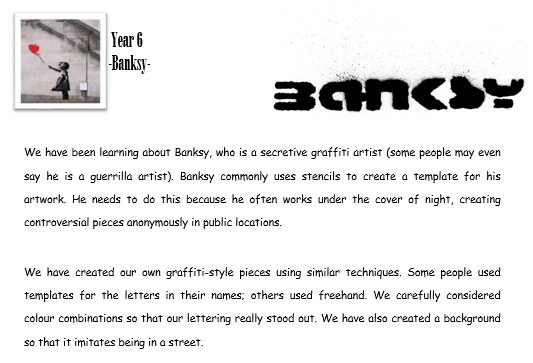 Year 6
-Banksy-
BANKSY
We have been learning about Banksy, who is a secretive graffiti artist (some people may even
say he is a guerrilla artist). Banksy commonly uses stencils to create a template for his
artwork. He needs to do this because he often works under the cover of night, creating
controversial pieces anonymously in public locations.
We have created our own graffiti-style pieces using similar techniques. Some people used
templates for the letters in their names; others used freehand. We carefully considered
colour combinations so that our lettering really stood out. We have also created a background
so that it imitates being in a street.